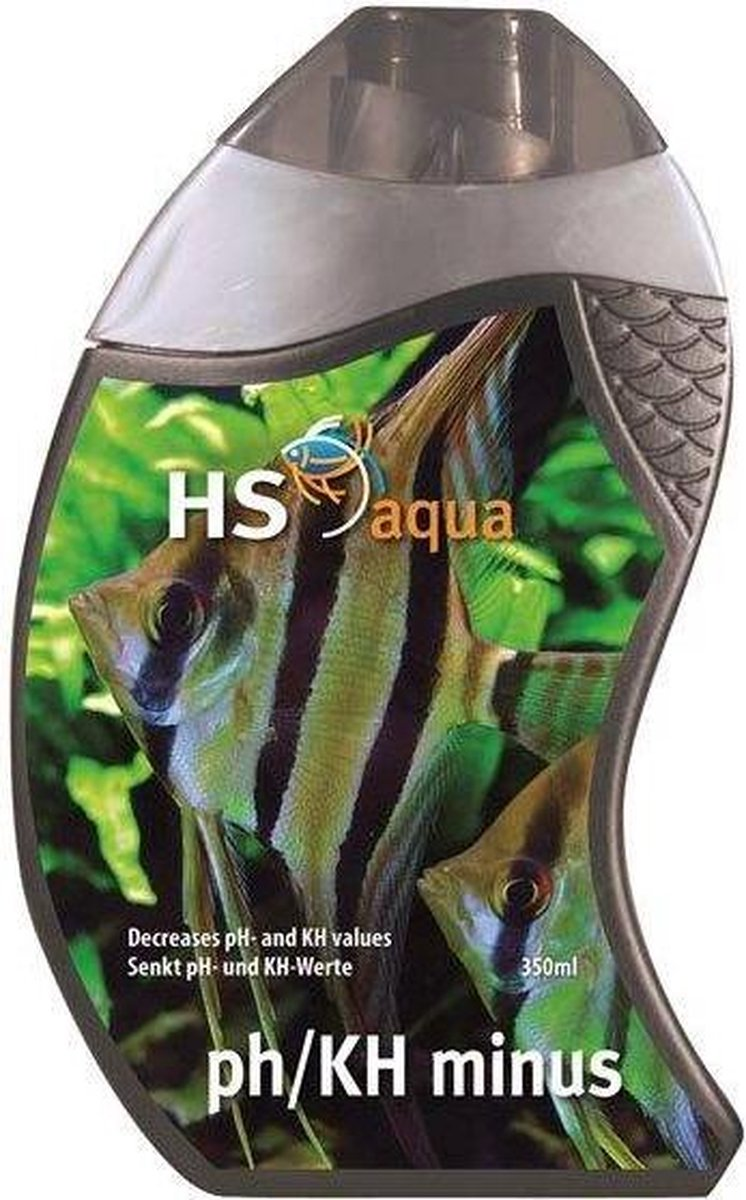 HS aqua
Decreases pH- and KH values
Senkt pH- und KH-Werte
350ml
ph/KH minus